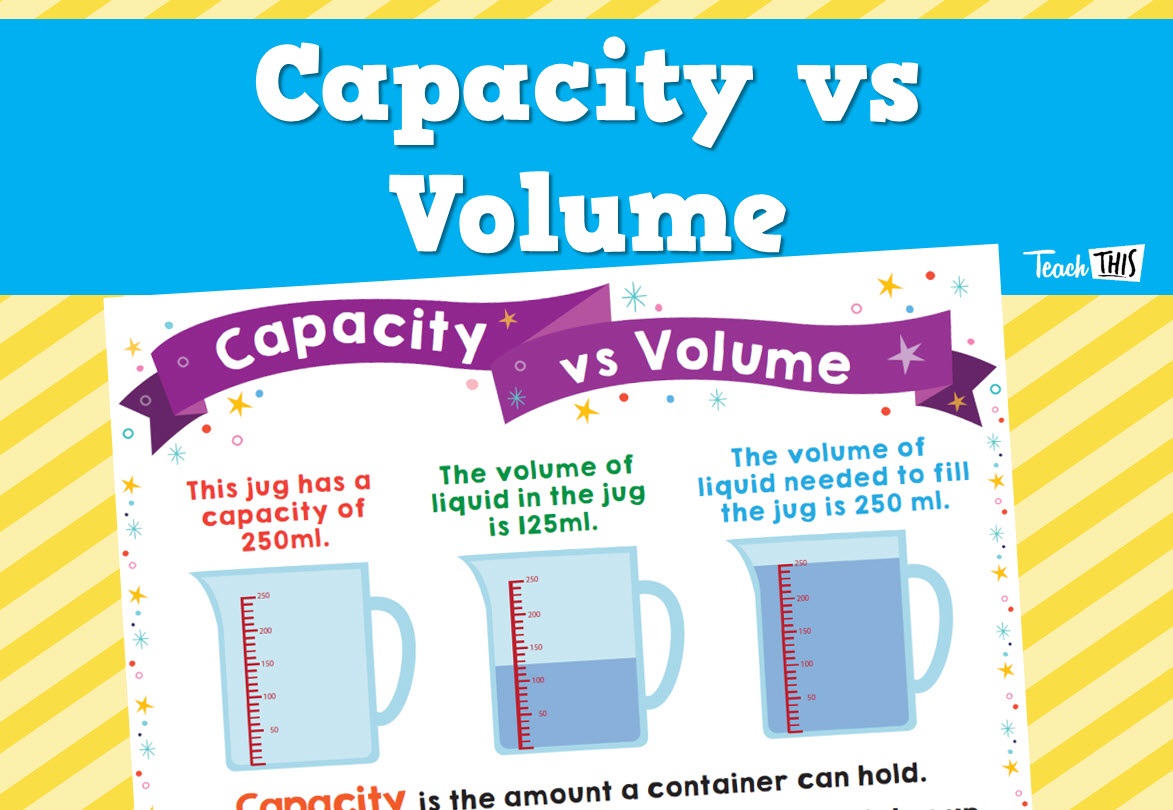 Capacity vs
Volume
Teach THIS
Capacity
vs Volume
This jug has a
capacity of
250ml.
The volume of
liquid in the jug
is 125ml.
The volume of
liquid needed to fill
the jug is 250 ml.
250
200
150
100
50
250
200
150
100
50
250
200
150
100
50
Capacity is the amount a container can hold.